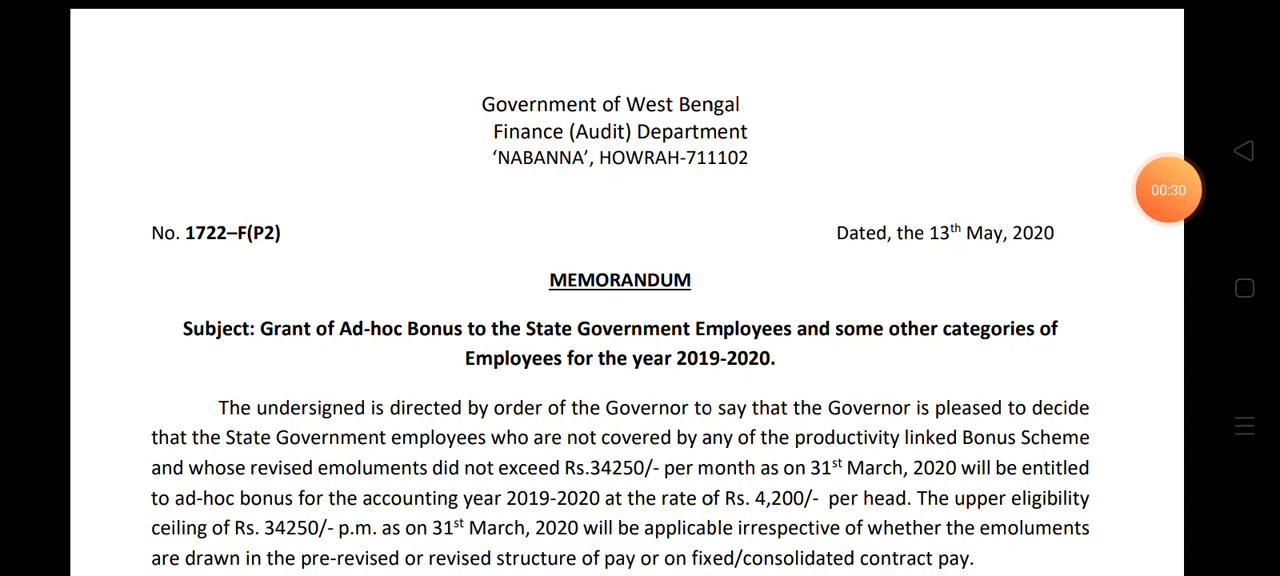 Government of West Bengal
Finance (Audit) Department
‘NABANNA’, HOWRAH-711102
00:30
No. 1722–F(P2) Dated, the 13th May, 2020
MEMORANDUM
Subject: Grant of Ad-hoc Bonus to the State Government Employees and some other categories of
Employees for the year 2019-2020.
The undersigned is directed by order of the Governor to say that the Governor is pleased to decide
that the State Government employees who are not covered by any of the productivity linked Bonus Scheme
and whose revised emoluments did not exceed Rs.34250/- per month as on 31st March, 2020 will be entitled
to ad-hoc bonus for the accounting year 2019-2020 at the rate of Rs. 4,200/- per head. The upper eligibility
ceiling of Rs. 34250/- p.m. as on 31st March, 2020 will be applicable irrespective of whether the emoluments
are drawn in the pre-revised or revised structure of pay or on fixed/consolidated contract pay.